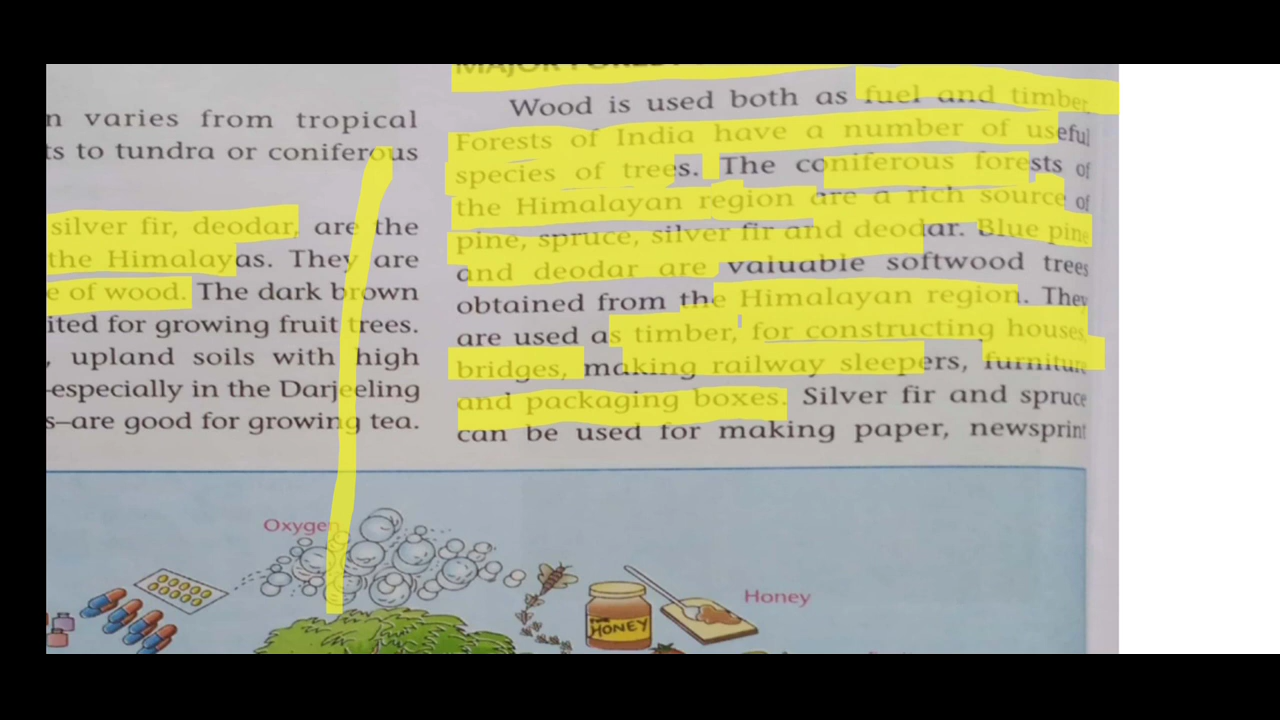 n varies from tropical
ts to tundra or coniferous
silver fir, deodar, are the
the Himalayas. They are
e of wood. The dark brown
ited for growing fruit trees.
, upland soils with high
-especially in the Darjeeling
s–are good for growing tea.
MAJOR
Wood is used both as fuel and timber
Forests of India have a number of useful
species of trees. The coniferous forests of
the Himalayan region are a rich source of
pine, spruce, silver fir and deodar. Blue pine
and deodar are valuable softwood trees
obtained from the Himalayan region. They
are used as timber, for constructing houses,
bridges, making railway sleepers, furniture
and packaging boxes. Silver fir and spruce
can be used for making paper, newsprint
Oxygen
HONEY
Honey